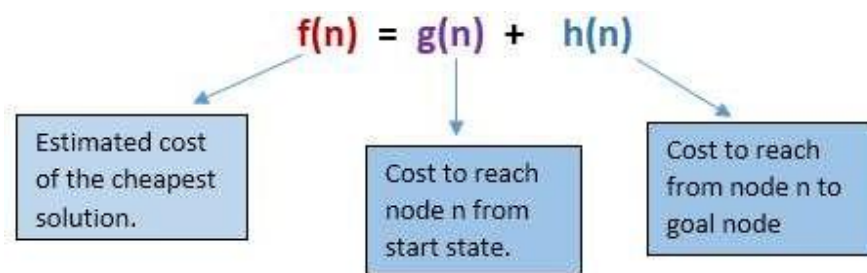 f(n) = g(n) + h(n)
Estimated cost
of the cheapest
solution.
Cost to reach
node n from
start state.
Cost to reach
from node n to
goal node